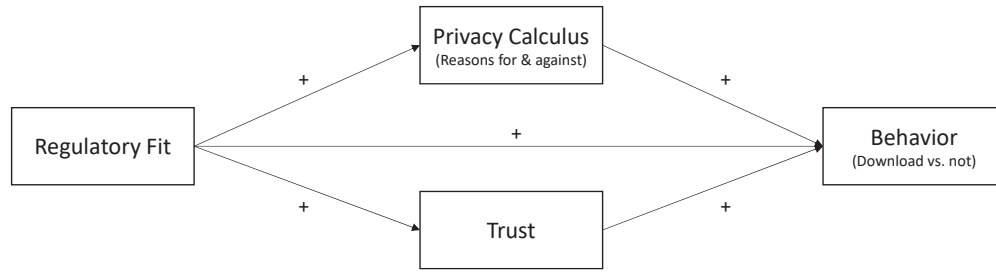 Privacy Calculus
(Reasons for & against)
+
+
Regulatory Fit
+
Behavior
(Download vs. not)
+
+
Trust